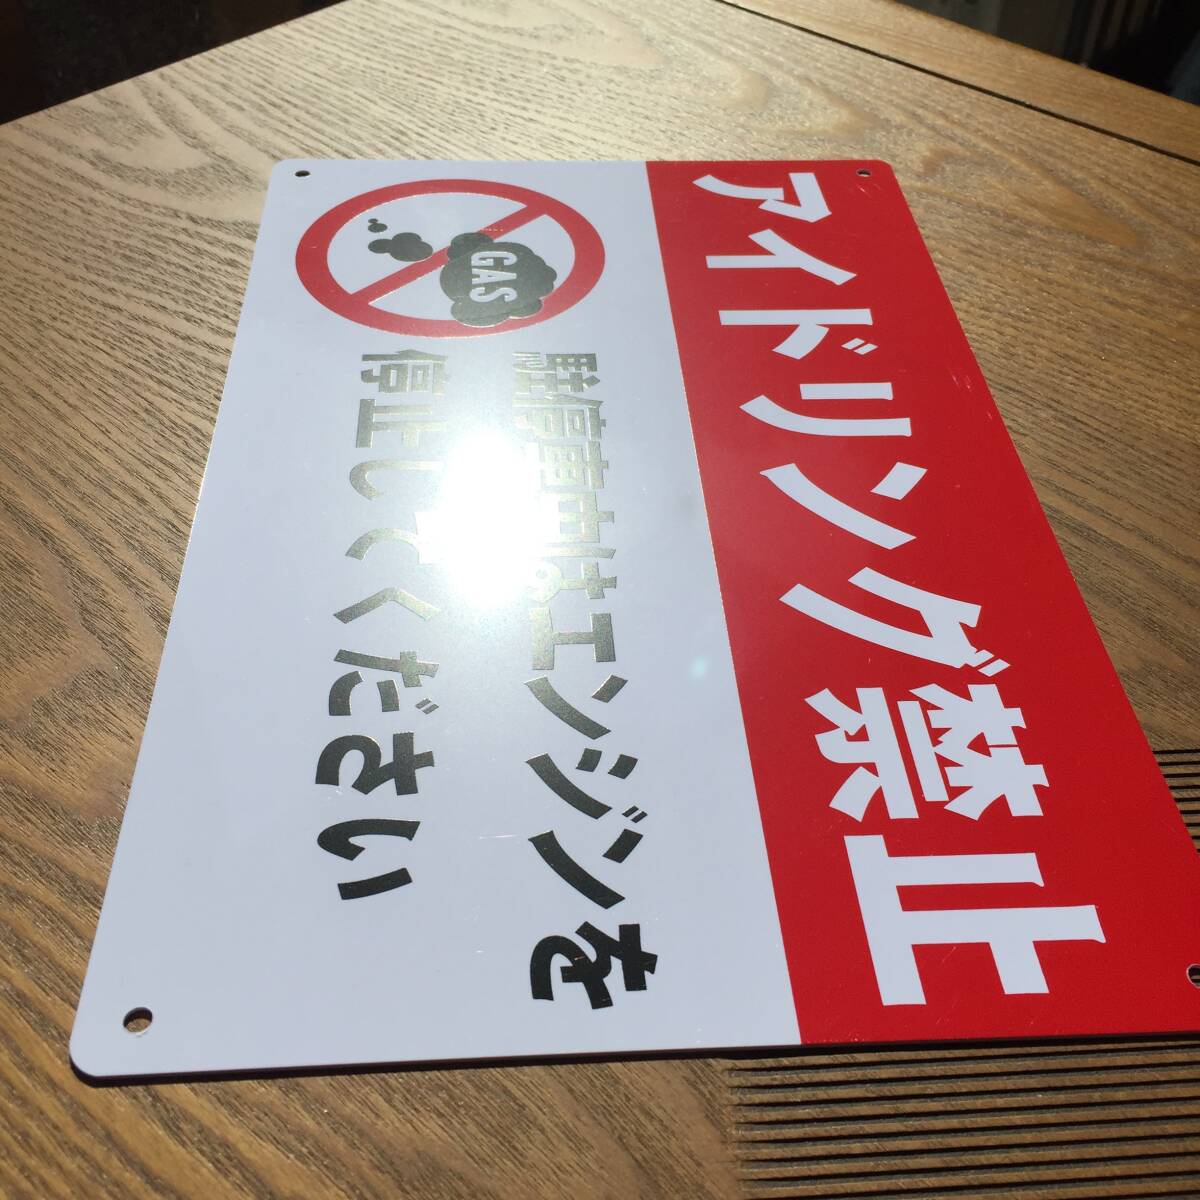 アイドリング禁止
GAS
駐停車中はエンジンを
停止してください